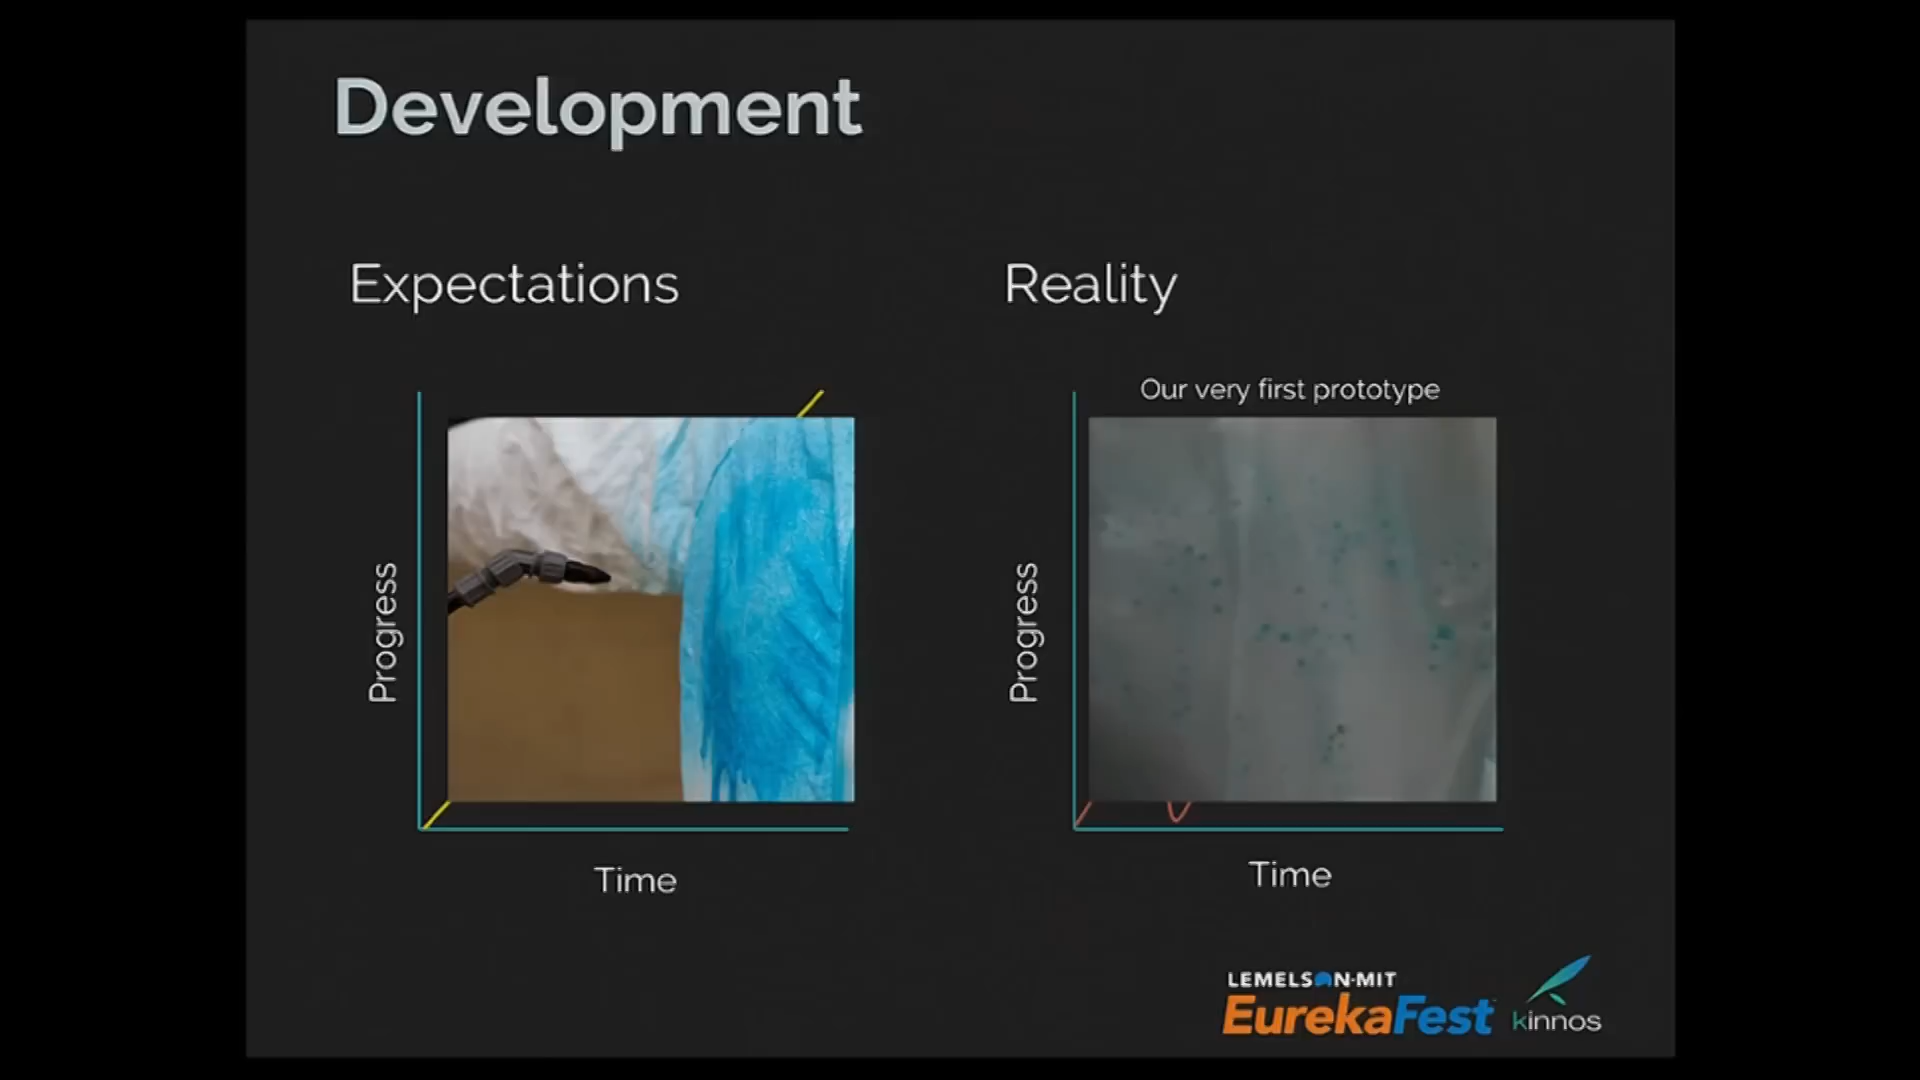 Development
Expectations
Reality
Our very first prototype
Progress
Progress
Time
Time
LEMELSON-MIT
EurekaFest
kinnos